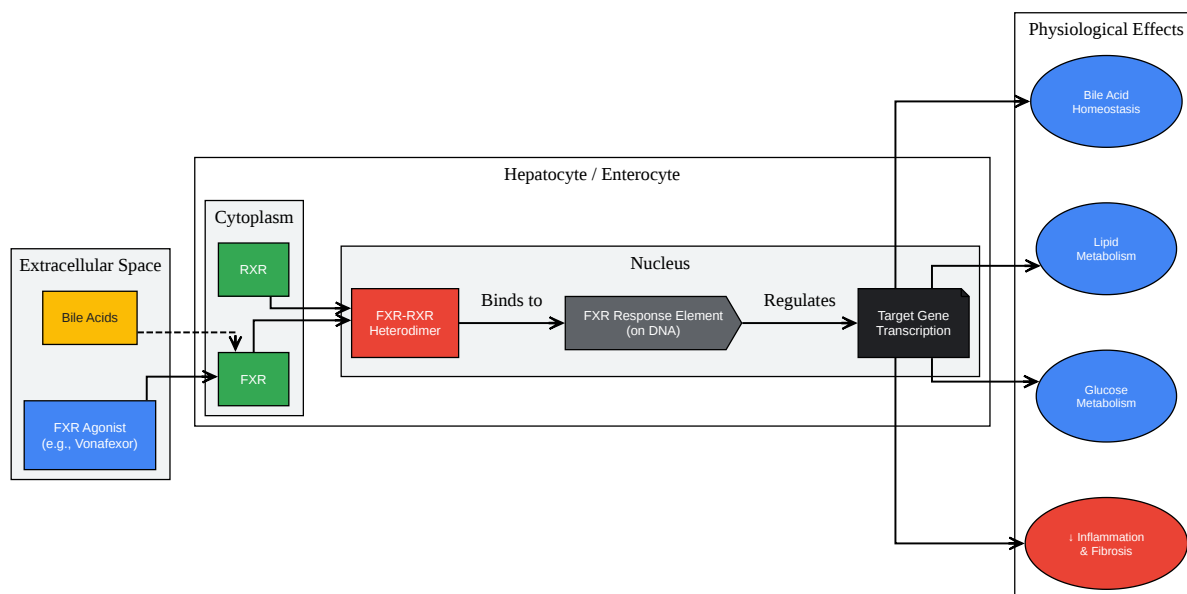 Physiological Effects
Bile Acid
Homeostasis
Hepatocyte / Enterocyte
Cytoplasm
Extracellular Space
RXR
Nucleus
Lipid
Metabolism
Bile Acids
FXR-RXR
Heterodimer
Binds to
FXR Response Element
(on DNA)
Regulates
Target Gene
Transcription
FXR
Glucose
Metabolism
FXR Agonist
(e.g., Vonafexor)
↓ Inflammation
& Fibrosis